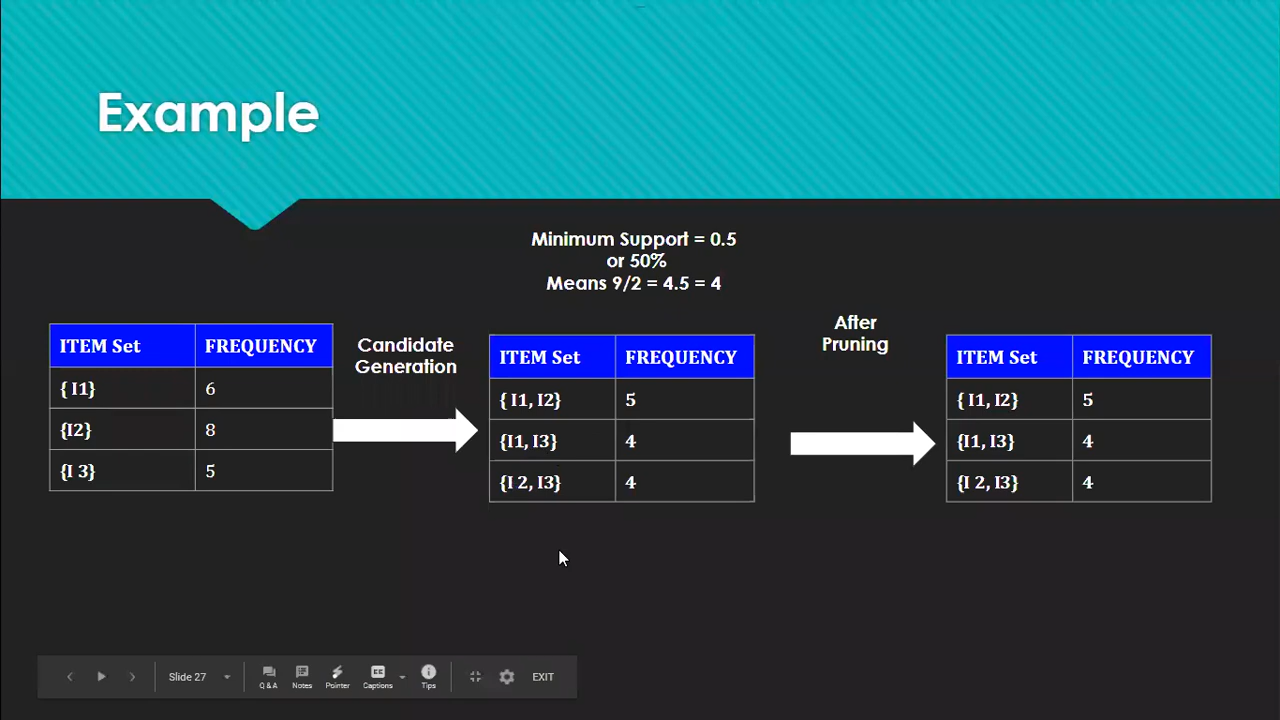 Example
Minimum Support = 0.5
or 50%
Means 9/2 = 4.5 = 4
ITEM Set FREQUENCY
{ I1} 6
{I2} 8
{I 3} 5
Candidate
Generation
ITEM Set FREQUENCY
{ I1, I2} 5
{I1, I3} 4
{I 2, I3} 4
After
Pruning
ITEM Set FREQUENCY
{ I1, I2} 5
{I1, I3} 4
{I 2, I3} 4
Slide 27
Q & A
Notes
Pointer
CC
Captions
Tips
EXIT